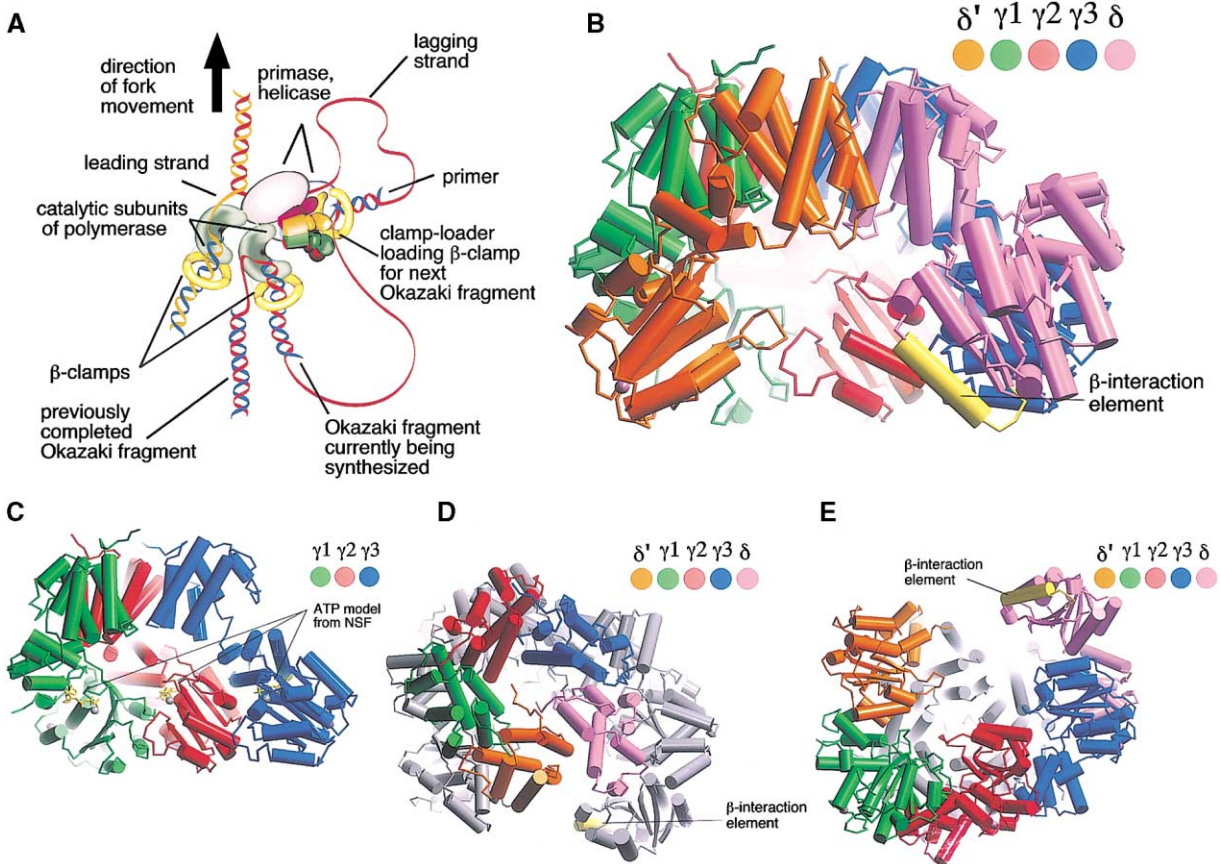 A
direction
of fork
movement
primase,
helicase
lagging
strand
leading strand
primer
catalytic subunits
of polymerase
clamp-loader
loading β-clamp
for next
Okazaki fragment
β-clamps
previously
completed
Okazaki fragment
Okazaki fragment
currently being
synthesized
B
δ' γ1 γ2 γ3 δ
β-interaction
element
C
γ1 γ2 γ3
ATP model
from NSF
D
δ' γ1 γ2 γ3 δ
β-interaction
element
E
β-interaction
element
δ' γ1 γ2 γ3 δ